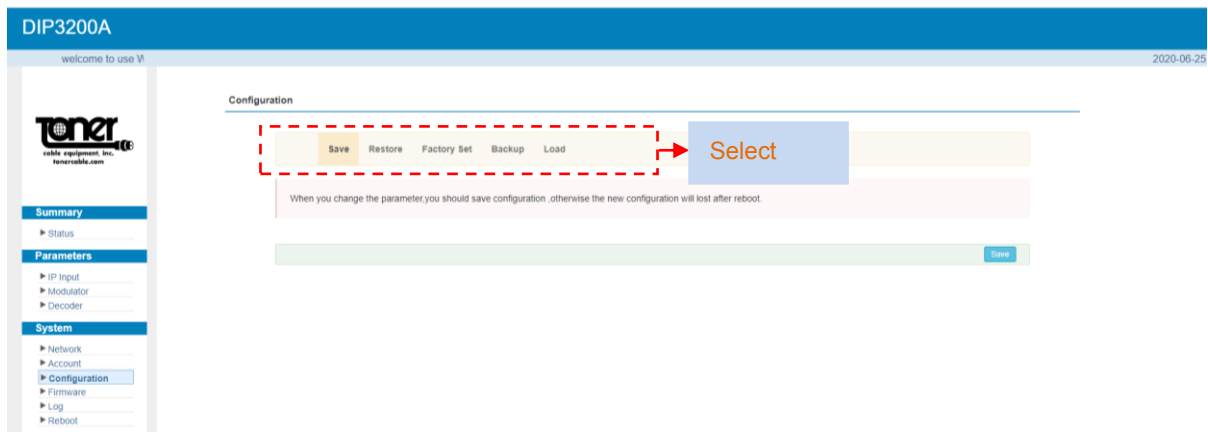 DIP3200A
welcome to use W
2020-06-25
Toner
cable equipment, inc.
tonercable.com
Configuration
Save Restore Factory Set Backup Load
Select
When you change the parameter,you should save configuration ,otherwise the new configuration will lost after reboot.
Save
Summary
Status
Parameters
IP Input
Modulator
Decoder
System
Network
Account
Configuration
Firmware
Log
Reboot